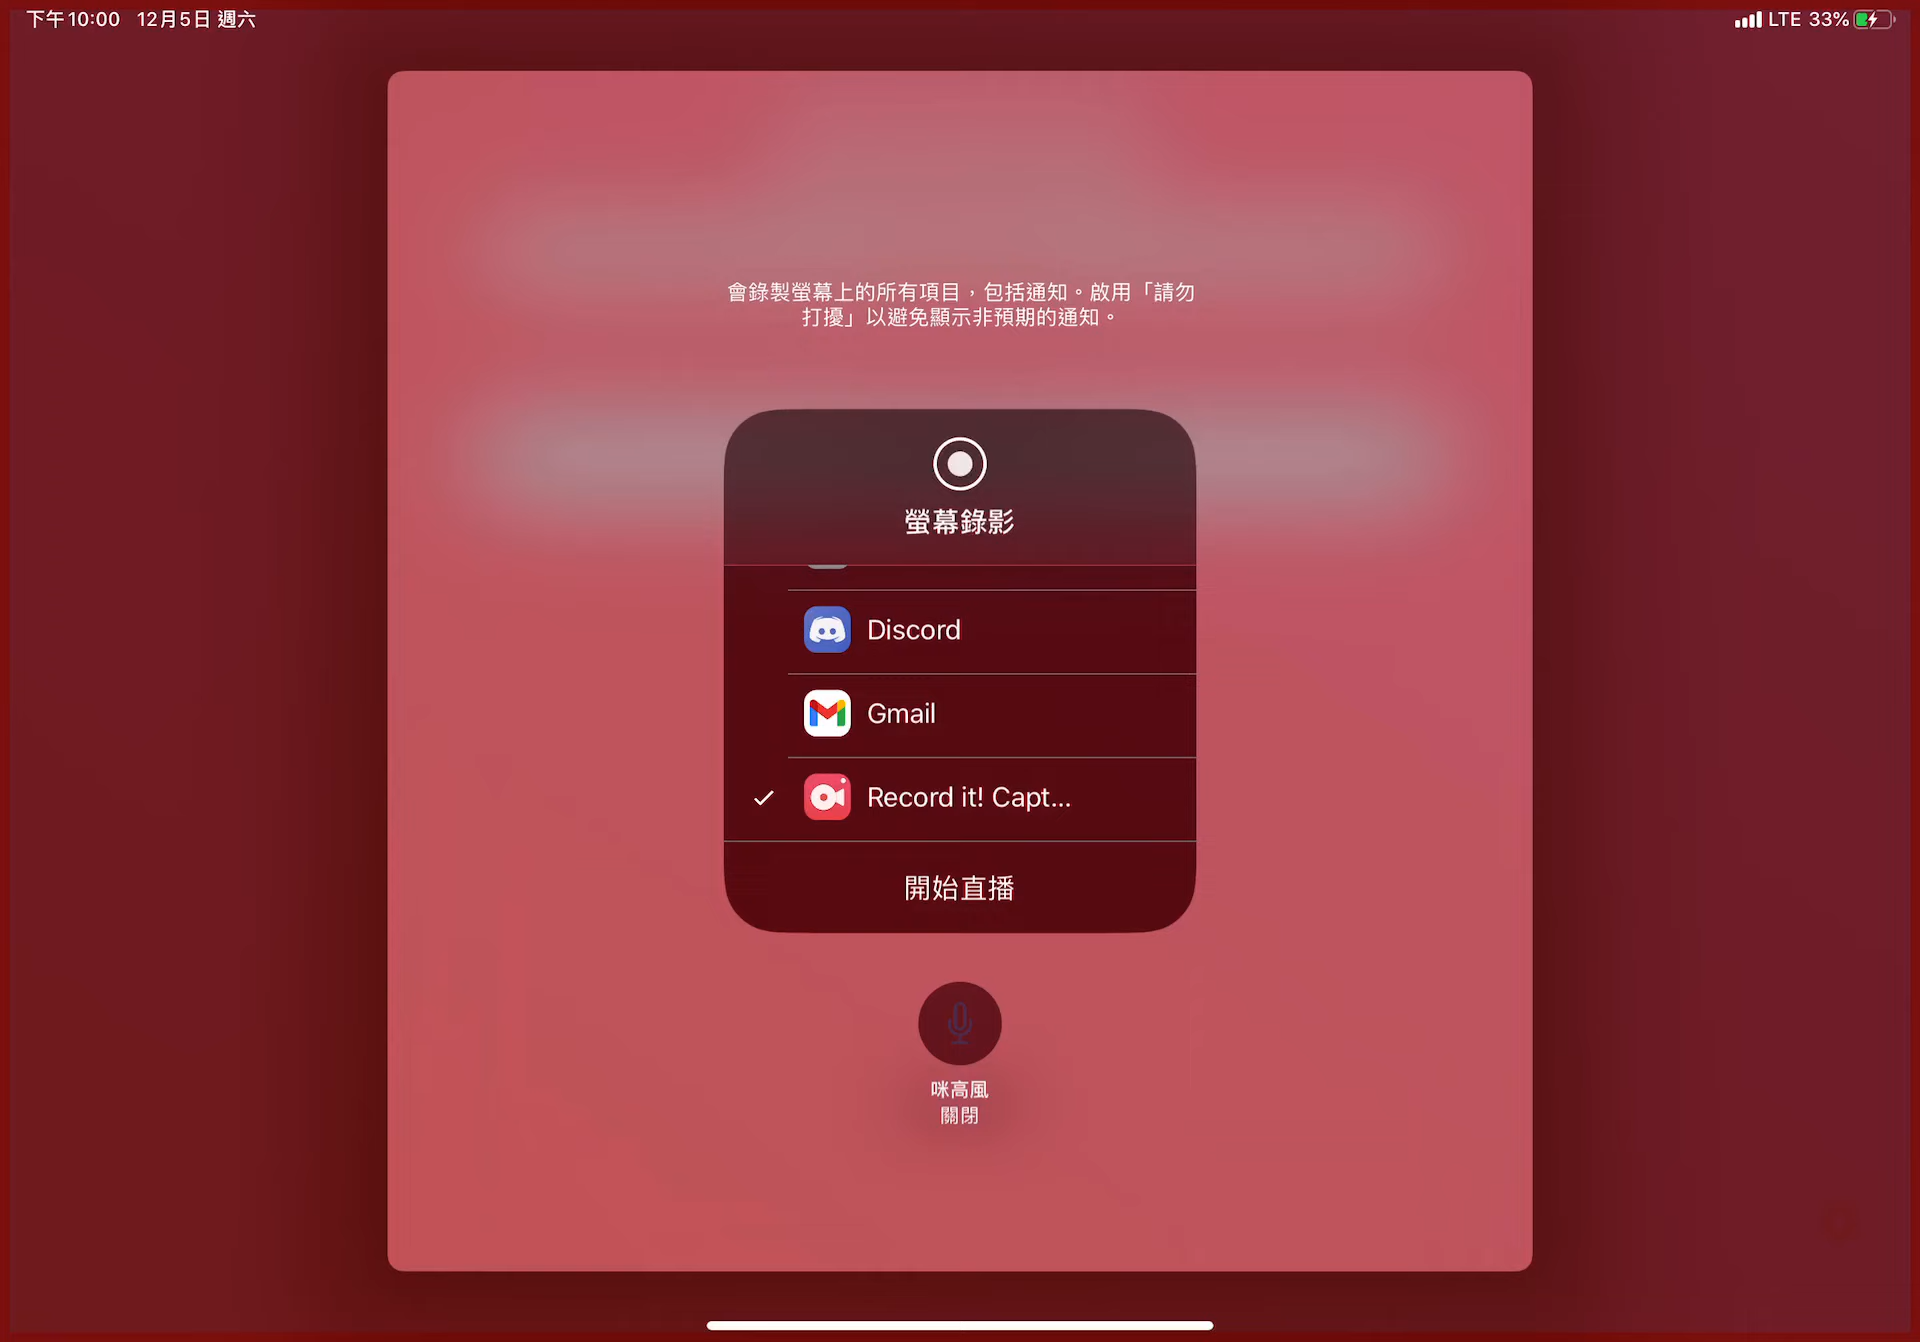 下午10:00 12月5日 週六
LTE 33%
會錄製螢幕上的所有項目，包括通知。啟用「請勿
打擾」以避免顯示非預期的通知。
螢幕錄影
Discord
Gmail
Record it! Capt...
開始直播
咪高風
關閉